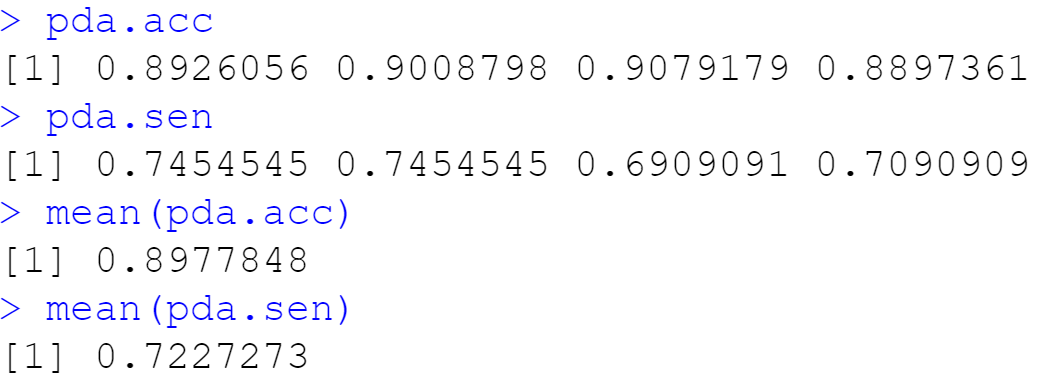 > pda.acc
[1] 0.8926056 0.9008798 0.9079179 0.8897361
> pda.sen
[1] 0.7454545 0.7454545 0.6909091 0.7090909
> mean(pda.acc)
[1] 0.8977848
> mean(pda.sen)
[1] 0.7227273